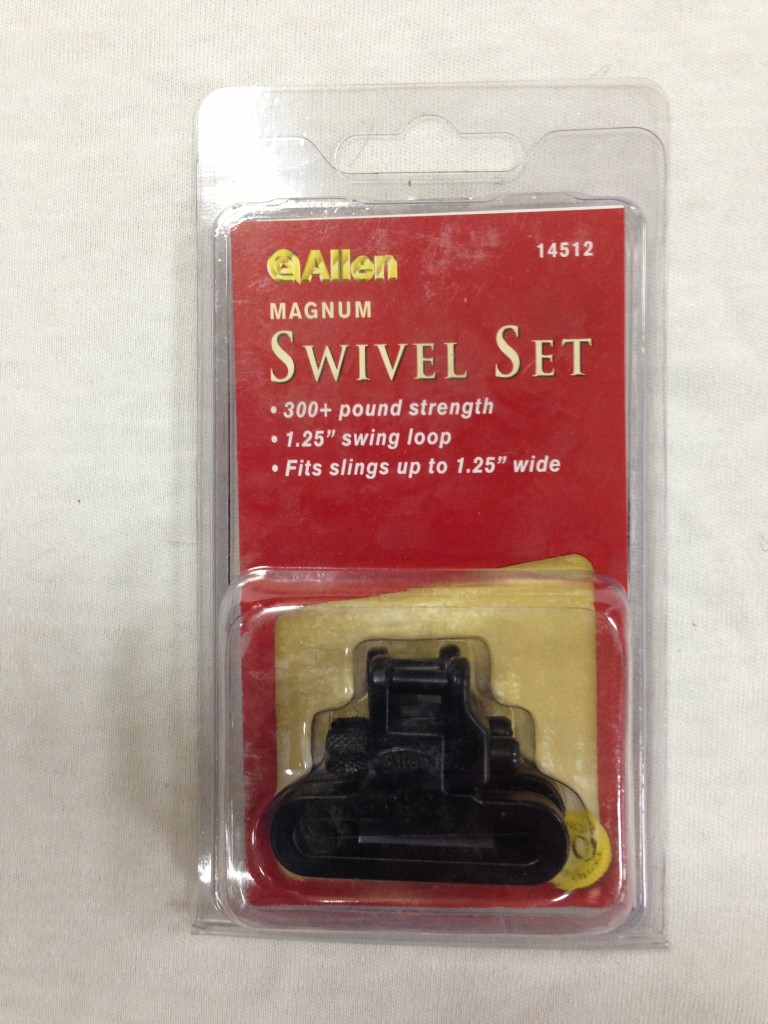 Allen
14512
MAGNUM
SWIVEL SET
• 300+ pound strength
• 1.25” swing loop
• Fits slings up to 1.25” wide
Allen